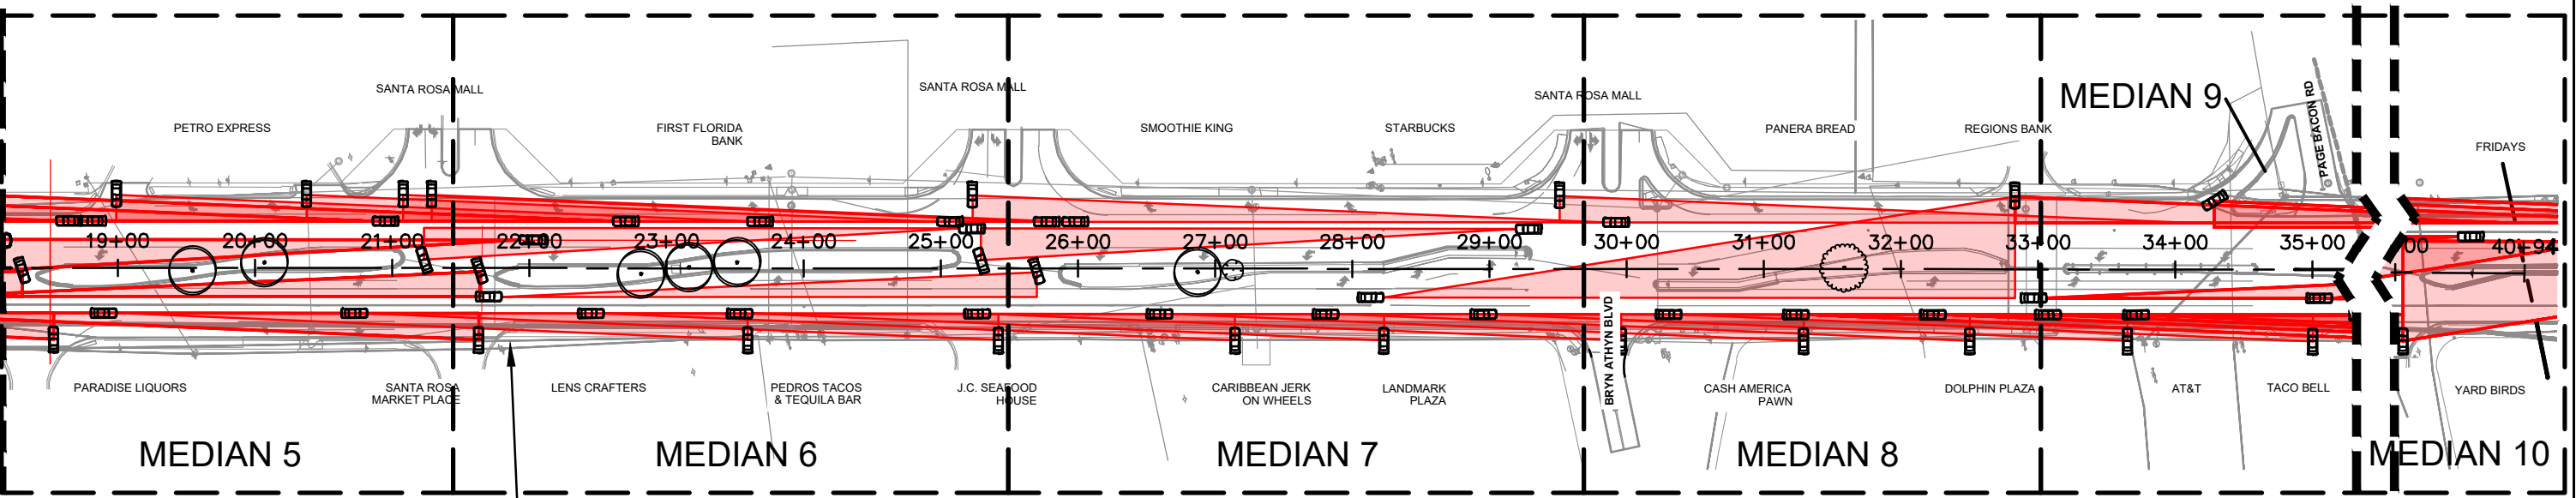 SANTA ROSA MALL
SANTA ROSA MALL
SANTA ROSA MALL
MEDIAN 9
PAGE BACON RD
PETRO EXPRESS
FIRST FLORIDA
BANK
SMOOTHIE KING
STARBUCKS
PANERA BREAD
REGIONS BANK
FRIDAYS
19+00
20+00
21+00
22+00
23+00
24+00
25+00
26+00
27+00
28+00
29+00
30+00
31+00
32+00
33+00
34+00
35+00
40+94
BRYN ATHYN BLVD
PARADISE LIQUORS
SANTA ROSA
MARKET PLACE
LENS CRAFTERS
PEDROS TACOS
& TEQUILA BAR
J.C. SEAFOOD
HOUSE
CARIBBEAN JERK
ON WHEELS
LANDMARK
PLAZA
CASH AMERICA
PAWN
DOLPHIN PLAZA
AT&T
TACO BELL
YARD BIRDS
MEDIAN 5
MEDIAN 6
MEDIAN 7
MEDIAN 8
MEDIAN 10